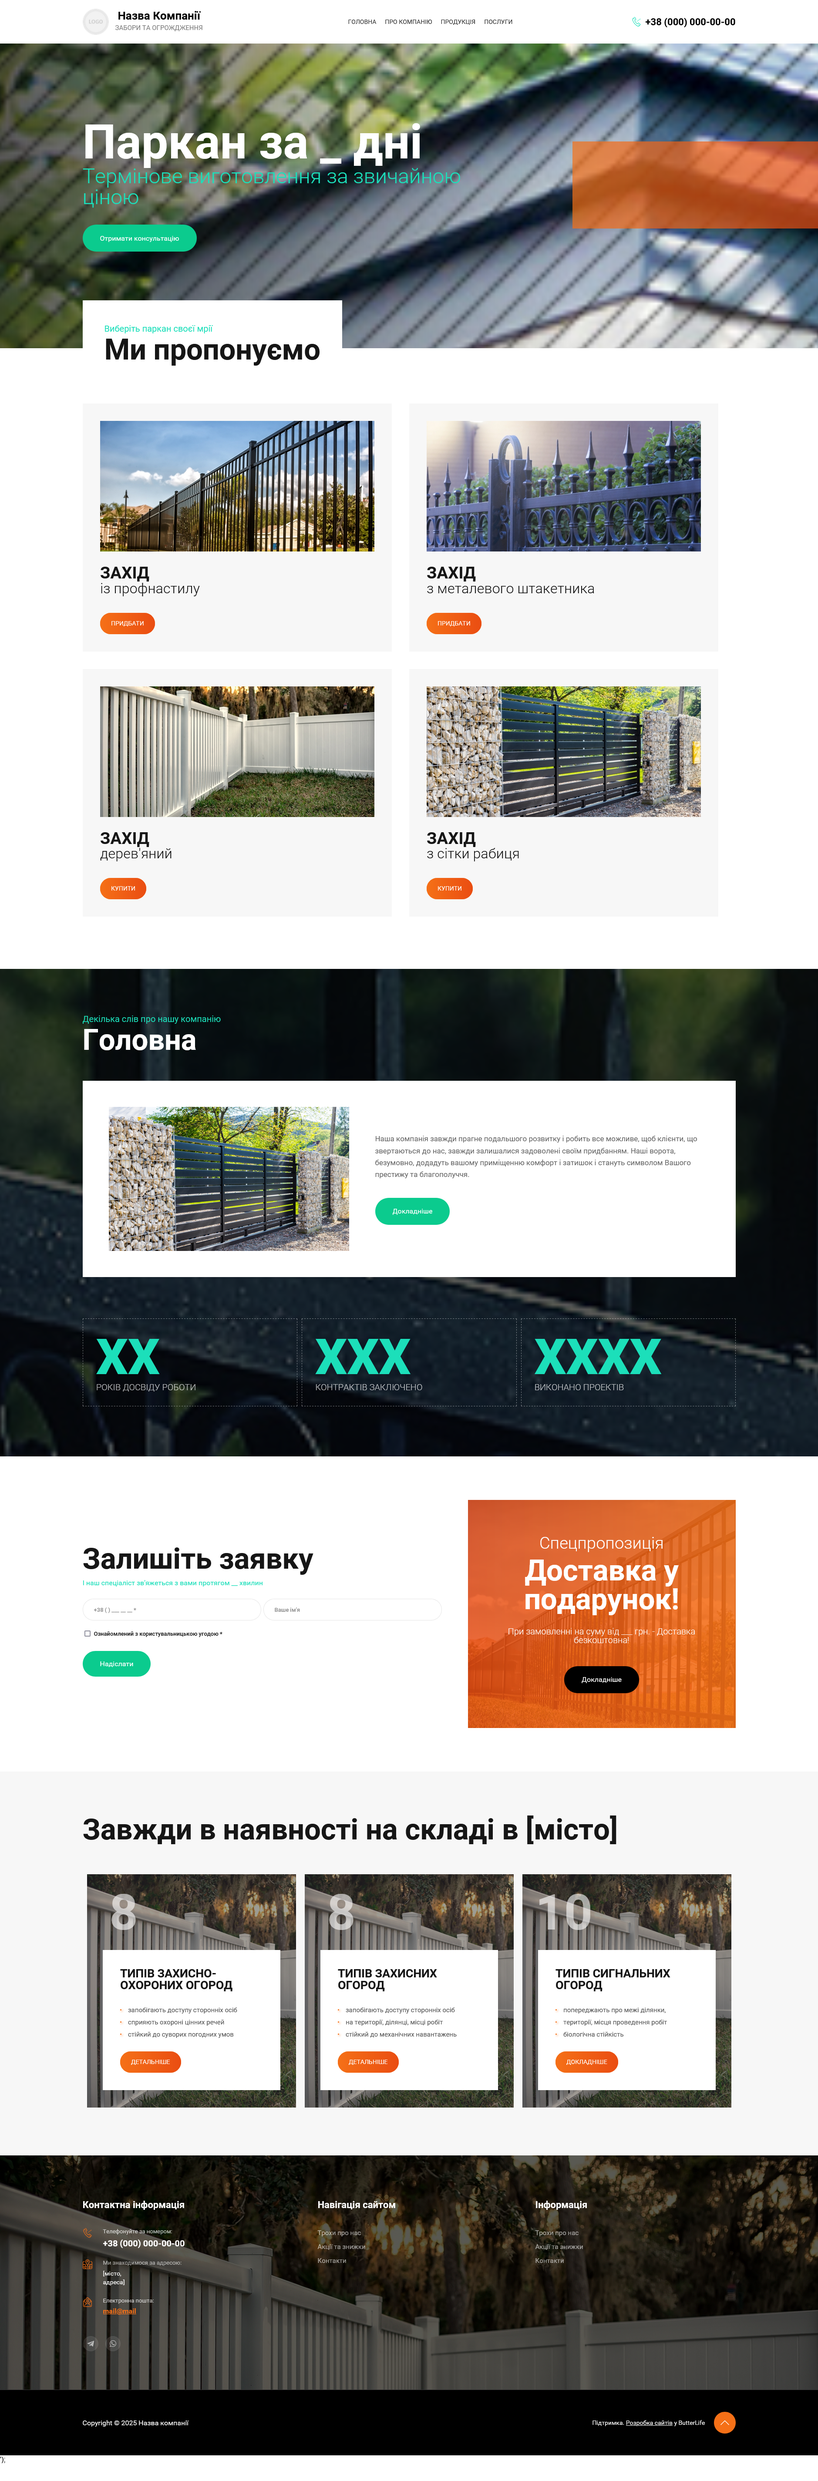 LOGO
Назва Компанії
ЗАБОРИ ТА ОГРОЖДЖЕННЯ
ГОЛОВНА ПРО КОМПАНІЮ ПРОДУКЦІЯ ПОСЛУГИ
+38 (000) 000-00-00
Паркан за _ дні
Термінове виготовлення за звичайною
ціною
Отримати консультацію
Виберіть паркан своєї мрії
Ми пропонуємо
ЗАХІД
із профнастилу
ПРИДБАТИ
ЗАХІД
з металевого штакетника
ПРИДБАТИ
ЗАХІД
дерев'яний
КУПИТИ
ЗАХІД
з сітки рабиця
КУПИТИ
Декілька слів про нашу компанію
Головна
Наша компанія завжди прагне подальшого розвитку і робить все можливе, щоб клієнти, що
звертаються до нас, завжди залишалися задоволені своїм придбанням. Наші ворота,
безумовно, додадуть вашому приміщенню комфорт і затишок і стануть символом Вашого
престижу та благополуччя.
Докладніше
XX
РОКІВ ДОСВІДУ РОБОТИ
XXX
КОНТРАКТІВ ЗАКЛЮЧЕНО
XXXX
ВИКОНАНО ПРОЕКТІВ
Залишіть заявку
І наш спеціаліст зв'яжеться з вами протягом __ хвилин
+38 ( ) ___ __ __ *
Ваше ім'я
Ознайомлений з користувальницькою угодою *
Надіслати
Спецпропозиція
Доставка у
подарунок!
При замовленні на суму від ___ грн. - Доставка
безкоштовна!
Докладніше
Завжди в наявності на складі в [місто]
8
ТИПІВ ЗАХИСНО-
ОХОРОНИХ ОГОРОД
запобігають доступу сторонніх осіб
сприяють охороні цінних речей
стійкий до суворих погодних умов
ДЕТАЛЬНІШЕ
8
ТИПІВ ЗАХИСНИХ
ОГОРОД
запобігають доступу сторонніх осіб
на території, ділянці, місці робіт
стійкий до механічних навантажень
ДЕТАЛЬНІШЕ
10
ТИПІВ СИГНАЛЬНИХ
ОГОРОД
попереджають про межі ділянки,
території, місця проведення робіт
біологічна стійкість
ДОКЛАДНІШЕ
Контактна інформація
Телефонуйте за номером:
+38 (000) 000-00-00
Ми знаходимося за адресою:
[місто,
адреса]
Електронна пошта:
mail@mail
Навігація сайтом
Трохи про нас
Акції та знижки
Контакти
Інформація
Трохи про нас
Акції та знижки
Контакти
Copyright © 2025 Назва компанії
Підтримка. Розробка сайтів у ButterLife
');